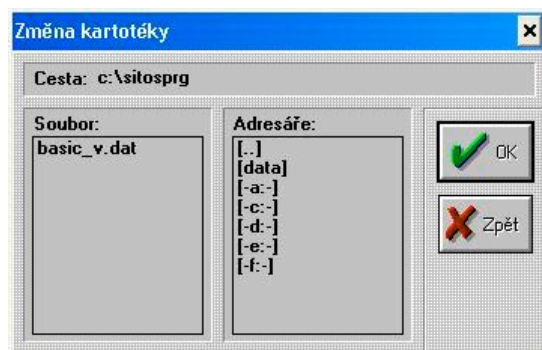 Změna kartotéky
Cesta: c:\sitosprg
Soubor:
basic_v.dat
Adresáře:
[..]
[data]
[-a:-]
[-c:-]
[-d:-]
[-e:-]
[-f:-]
OK
Zpět